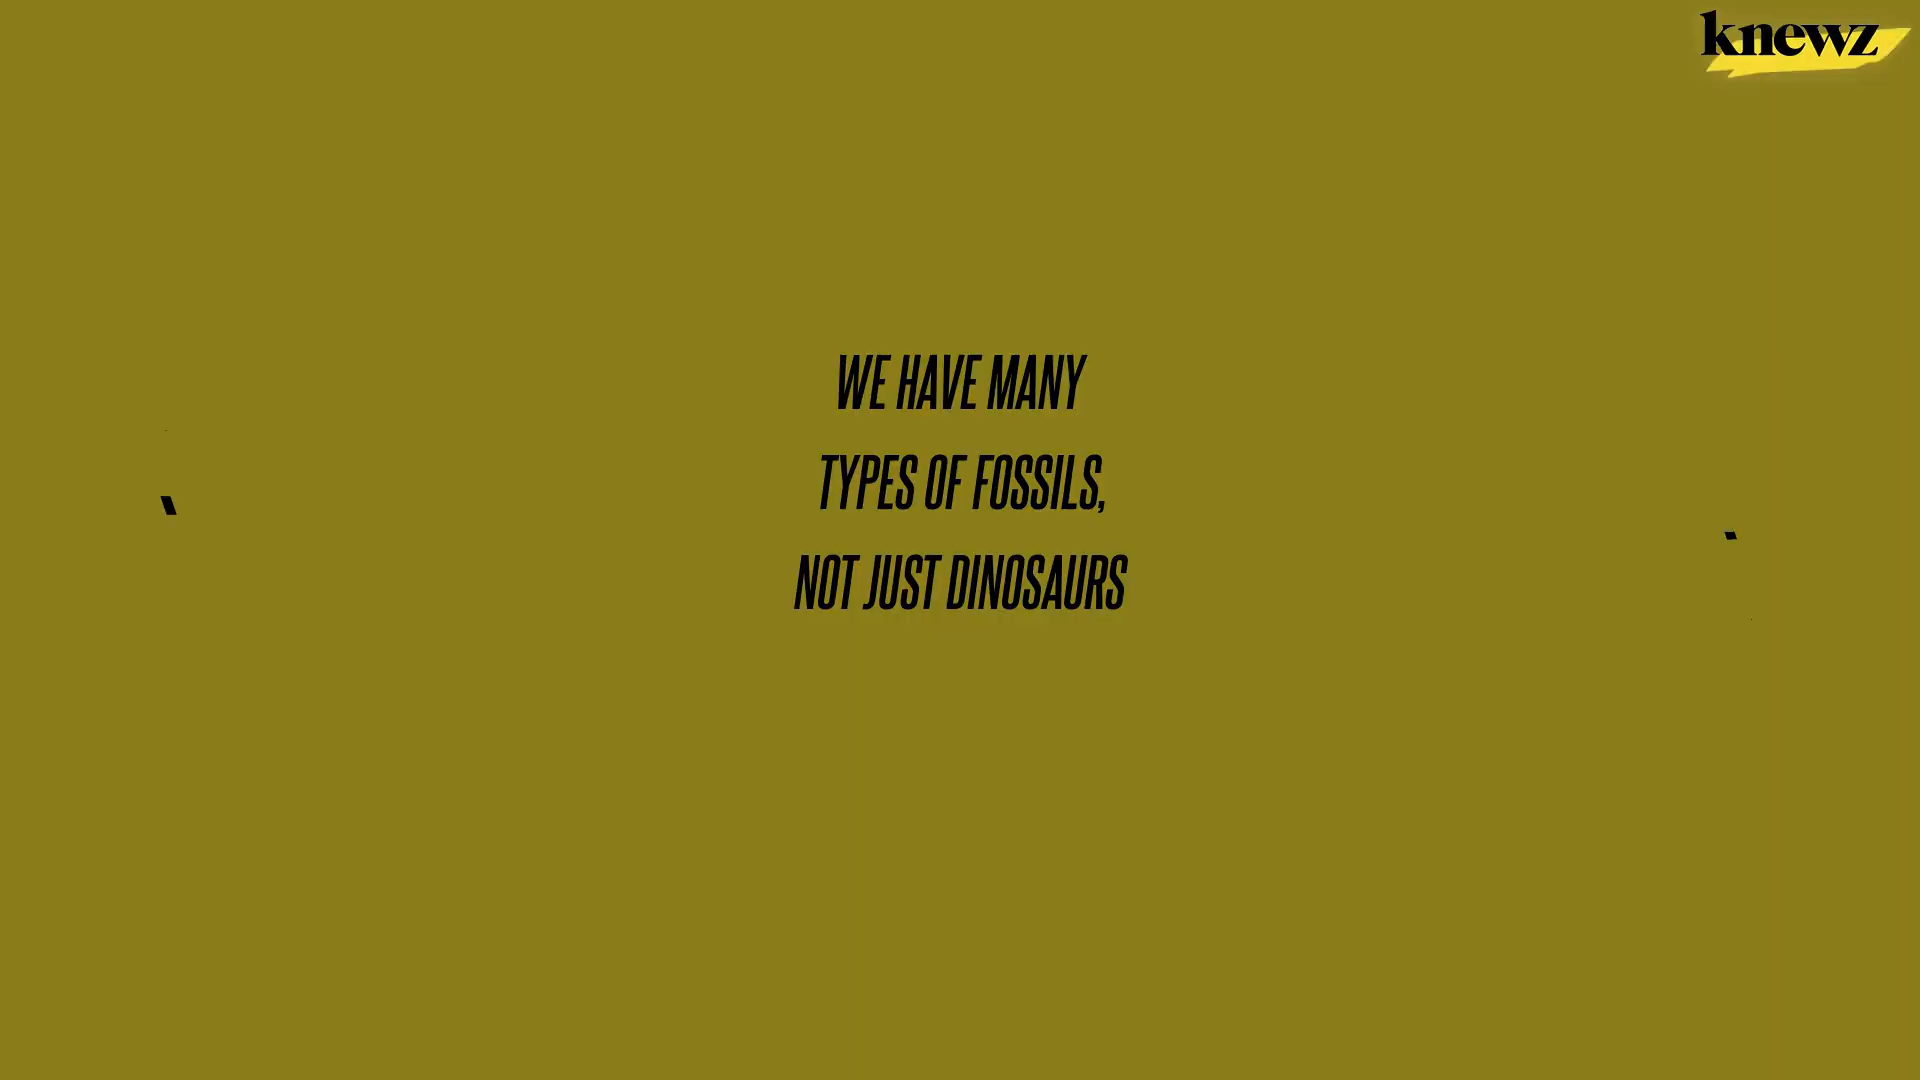 knewz
WE HAVE MANY
TYPES OF FOSSILS,
NOT JUST DINOSAURS